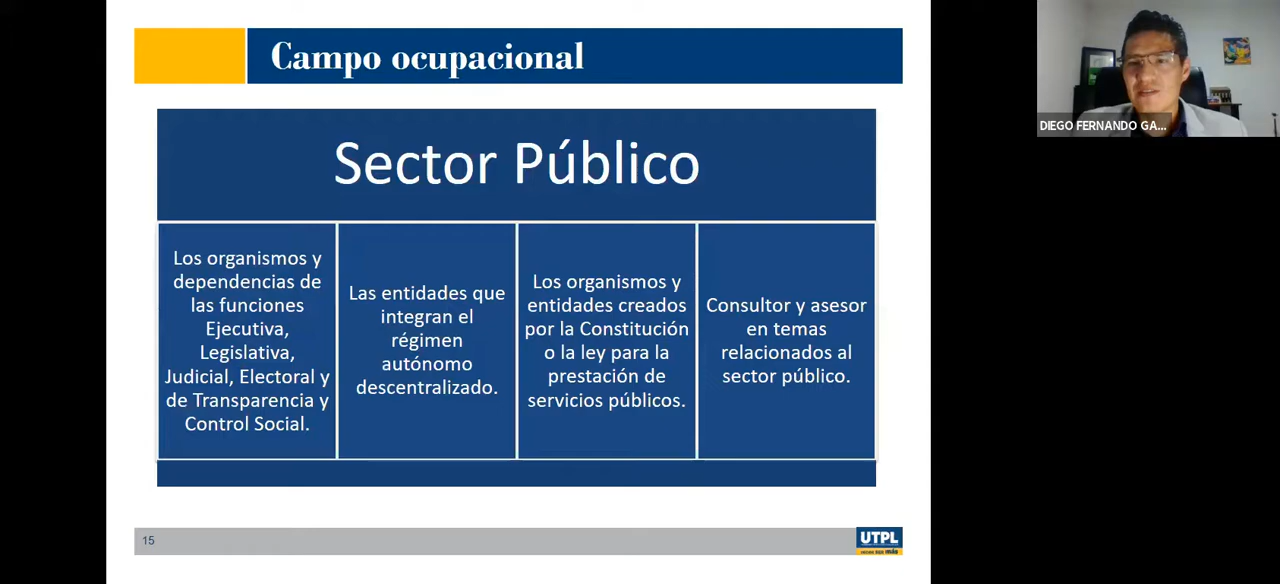 Campo ocupacional
DIEGO FERNANDO GA...
Sector Público
Los organismos y
dependencias de
las funciones
Ejecutiva,
Legislativa,
Judicial, Electoral y
de Transparencia y
Control Social.
Las entidades que
integran el
régimen
autónomo
descentralizado.
Los organismos y
entidades creados
por la Constitución
o la ley para la
prestación de
servicios públicos.
Consultor y asesor
en temas
relacionados al
sector público.
15
UTPL